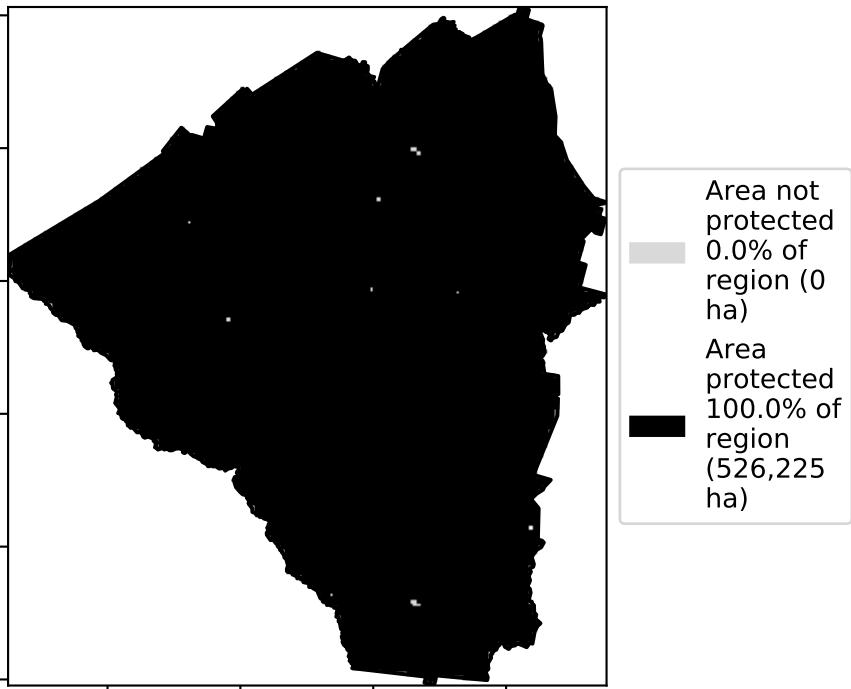 Area not
protected
0.0% of
region (0
ha)
Area
protected
100.0% of
region
(526,225
ha)